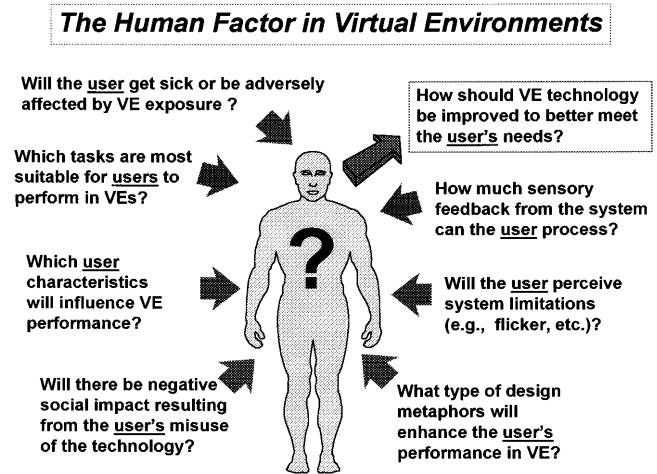 The Human Factor in Virtual Environments
Will the user get sick or be adversely
affected by VE exposure ?
How should VE technology
be improved to better meet
the user's needs?
Which tasks are most
suitable for users to
perform in VEs?
How much sensory
feedback from the system
can the user process?
?
Which user
characteristics
will influence VE
performance?
Will the user perceive
system limitations
(e.g., flicker, etc.)?
Will there be negative
social impact resulting
from the user's misuse
of the technology?
What type of design
metaphors will
enhance the user's
performance in VE?